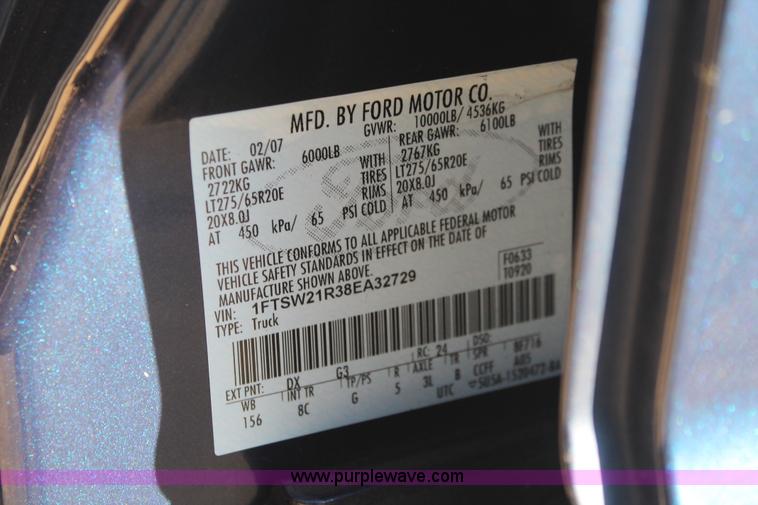 MFD. BY FORD MOTOR CO.
DATE: 02/07 GVWR: 10000LB/ 4536KG
FRONT GAWR: 6000LB REAR GAWR: 6100LB
2722KG WITH 2767KG WITH
LT275/65R20E TIRES LT275/65R20E TIRES
20X8.0J RIMS 20X8.0J RIMS
AT 450 kPa/ 65 PSI COLD AT 450 kPa/ 65 PSI COLD
THIS VEHICLE CONFORMS TO ALL APPLICABLE FEDERAL MOTOR
VEHICLE SAFETY STANDARDS IN EFFECT ON THE DATE OF
MANUFACTURE SHOWN ABOVE.
VIN: 1FTSW21R38EA32729 F0633
TYPE: Truck T0920
EXT PNT: DX G3 RC: 24 DSO:
WB INT TR TP/PS R AXLE TR SPR 8F716
156 8C G 5 3L B CCFF A85
UTC 5U5A-1520472-BA
www.purplewave.com